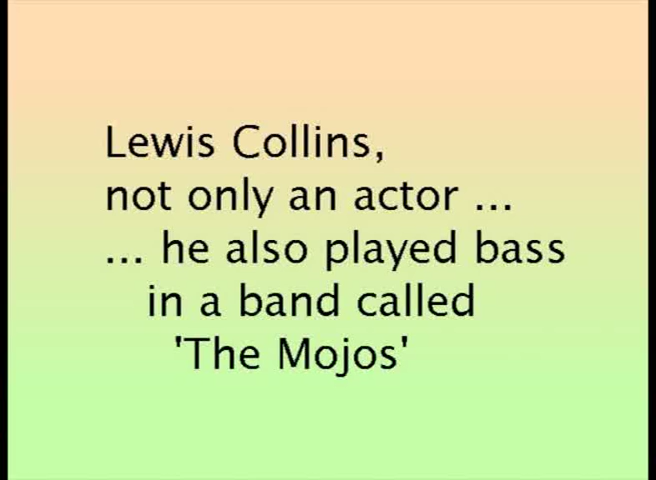 Lewis Collins,
not only an actor ...
... he also played bass
in a band called
'The Mojos'